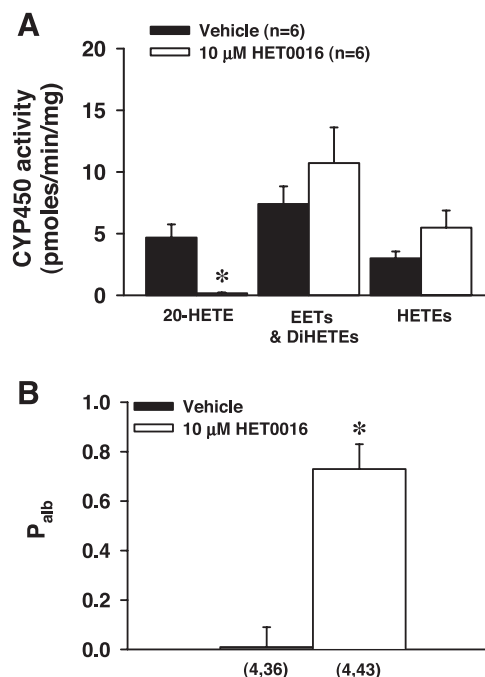 A
Vehicle (n=6)
10 μM HET0016 (n=6)
CYP450 activity
(pmoles/min/mg)
20
15
10
5
0
*
20-HETE
EETs
& DiHETEs
HETEs
B
Vehicle
10 μM HET0016
Palb
1.0
0.8
0.6
0.4
0.2
0.0
*
(4,36)
(4,43)